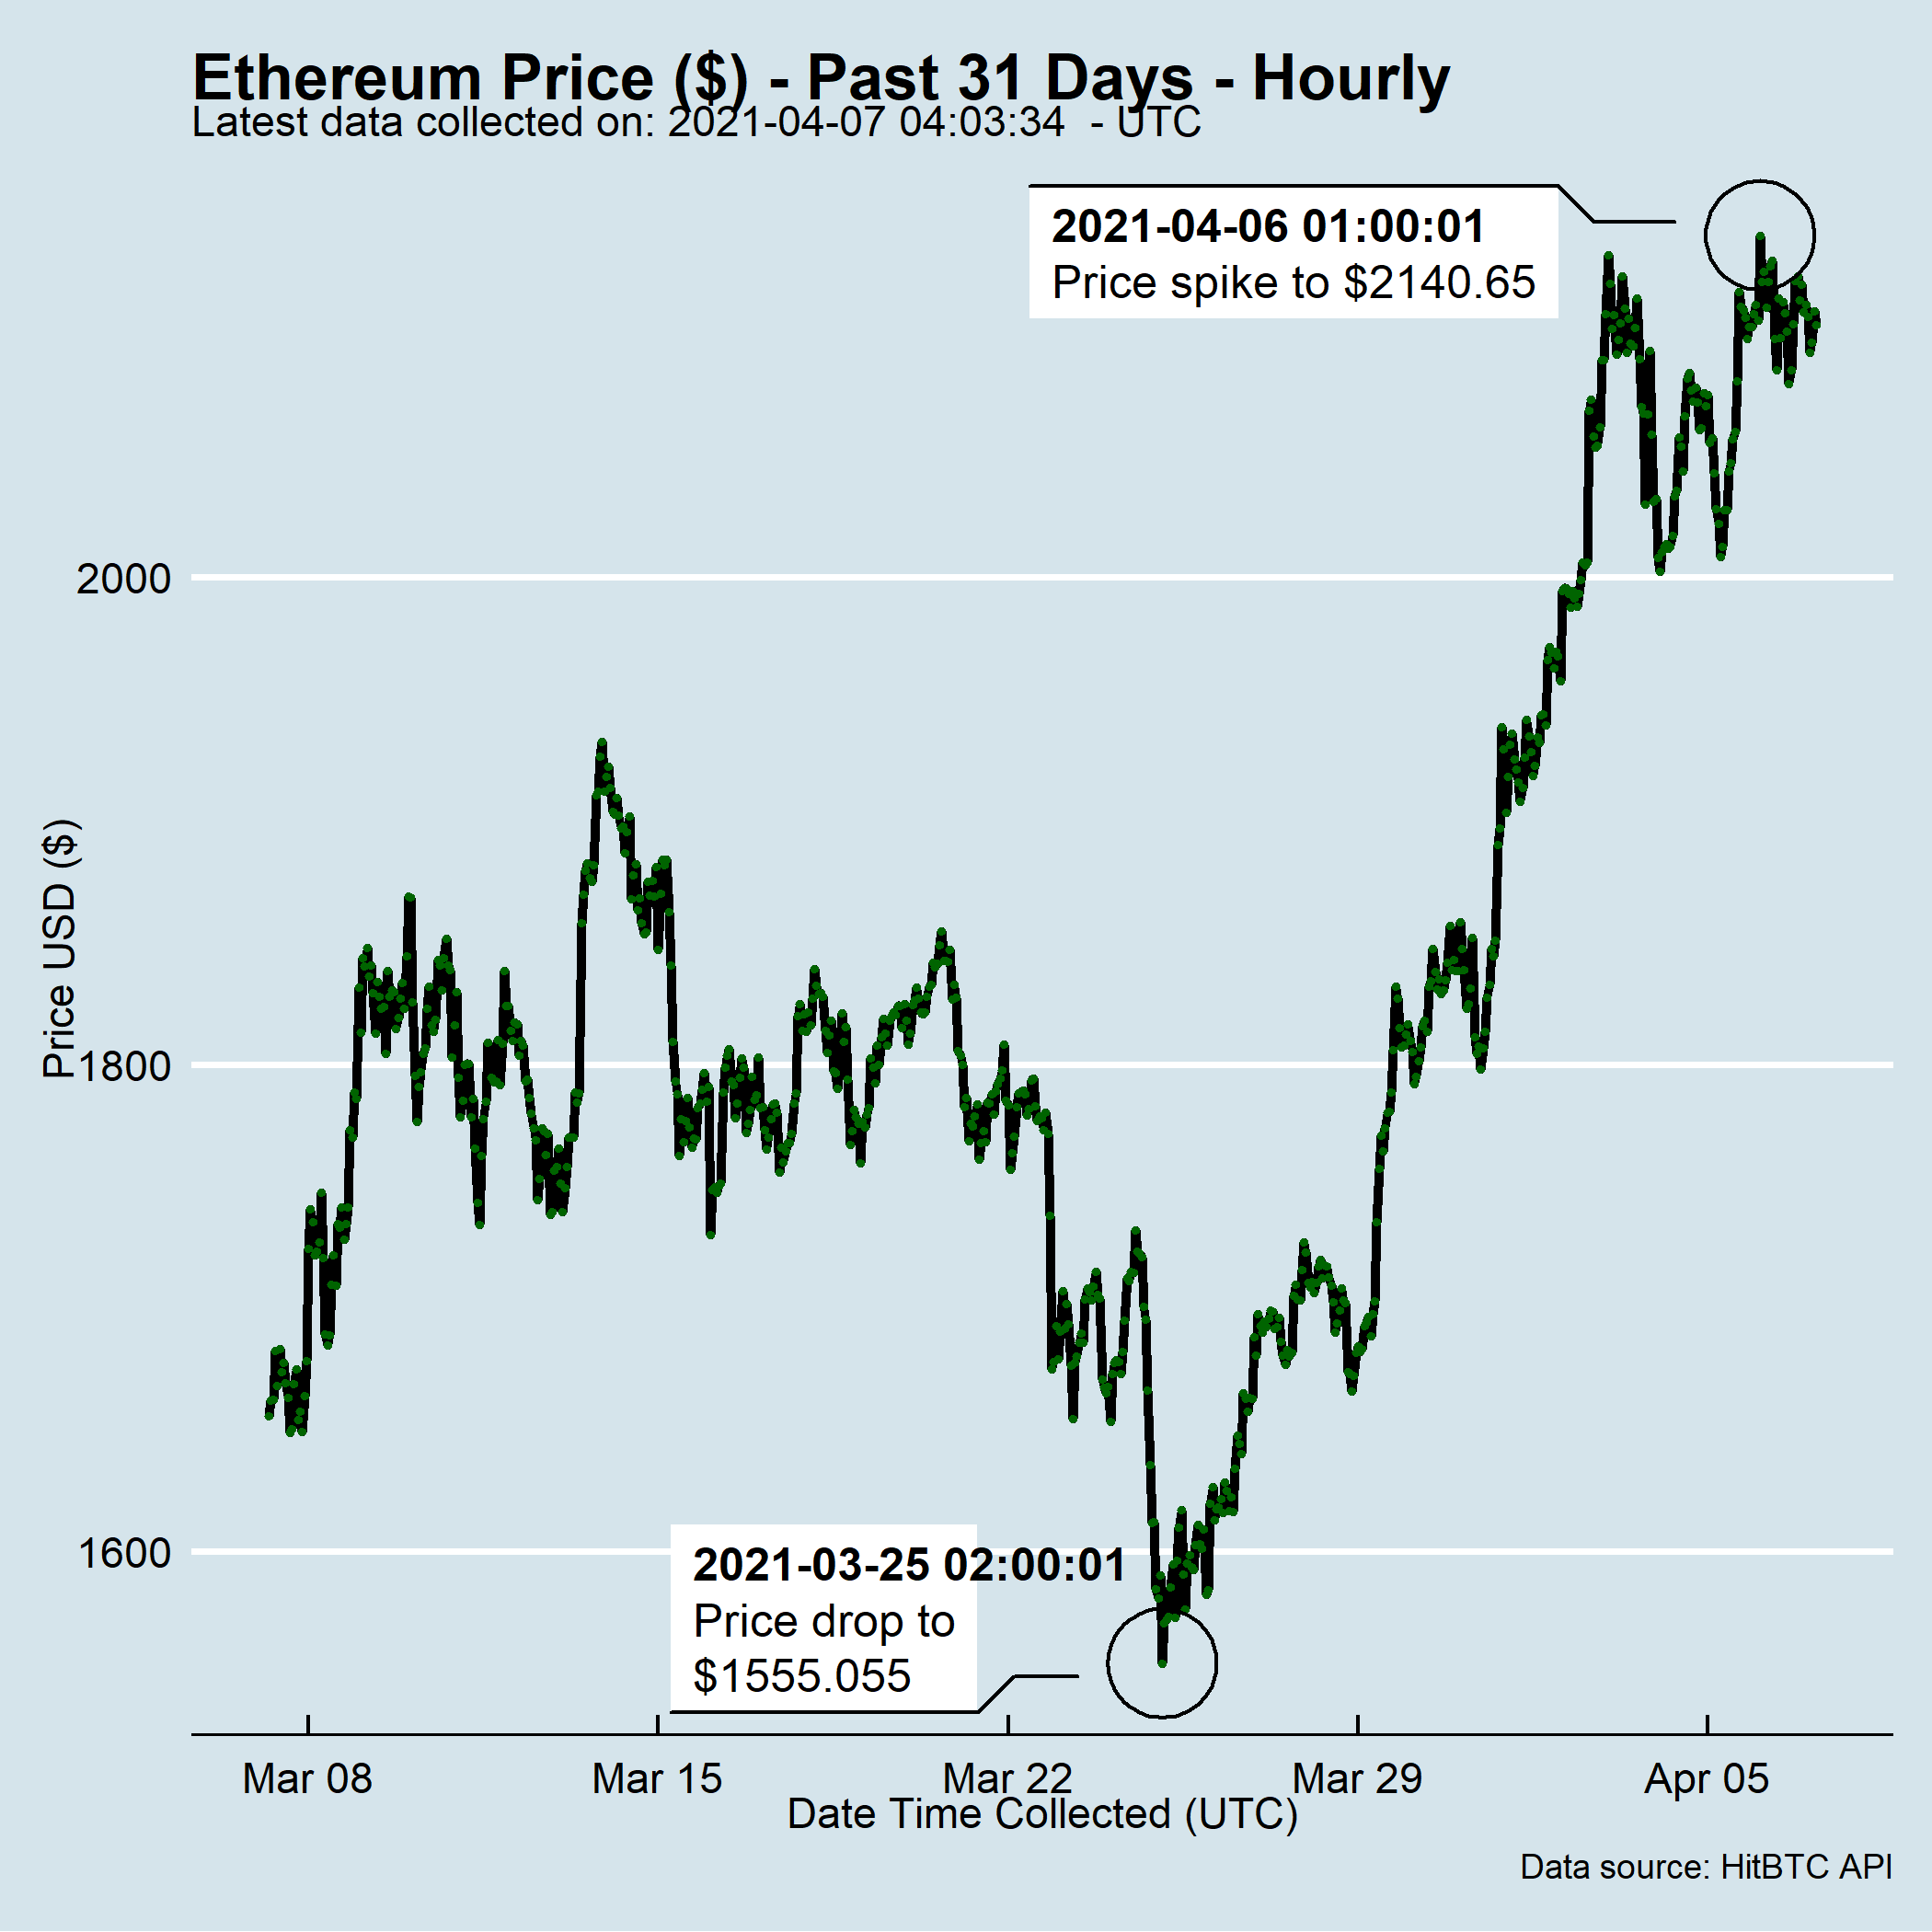 Ethereum Price ($) - Past 31 Days - Hourly
Latest data collected on: 2021-04-07 04:03:34  - UTC
2021-04-06 01:00:01
Price spike to $2140.65
2000
1800
1600
Price USD ($)
2021-03-25 02:00:01
Price drop to
$1555.055
Mar 08
Mar 15
Mar 22
Mar 29
Apr 05
Date Time Collected (UTC)
Data source: HitBTC API